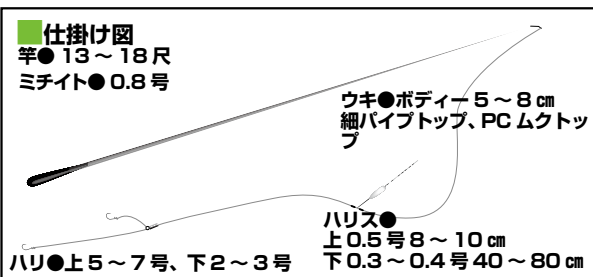 ■仕掛け図
竿●13～18尺
ミチイト●0.8号
ウキ●ボディー5～8㎝
細パイプトップ、PCムクトッ
プ
ハリス●
上0.5号8～10㎝
下0.3～0.4号40～80㎝
ハリ●上5～7号、下2～3号